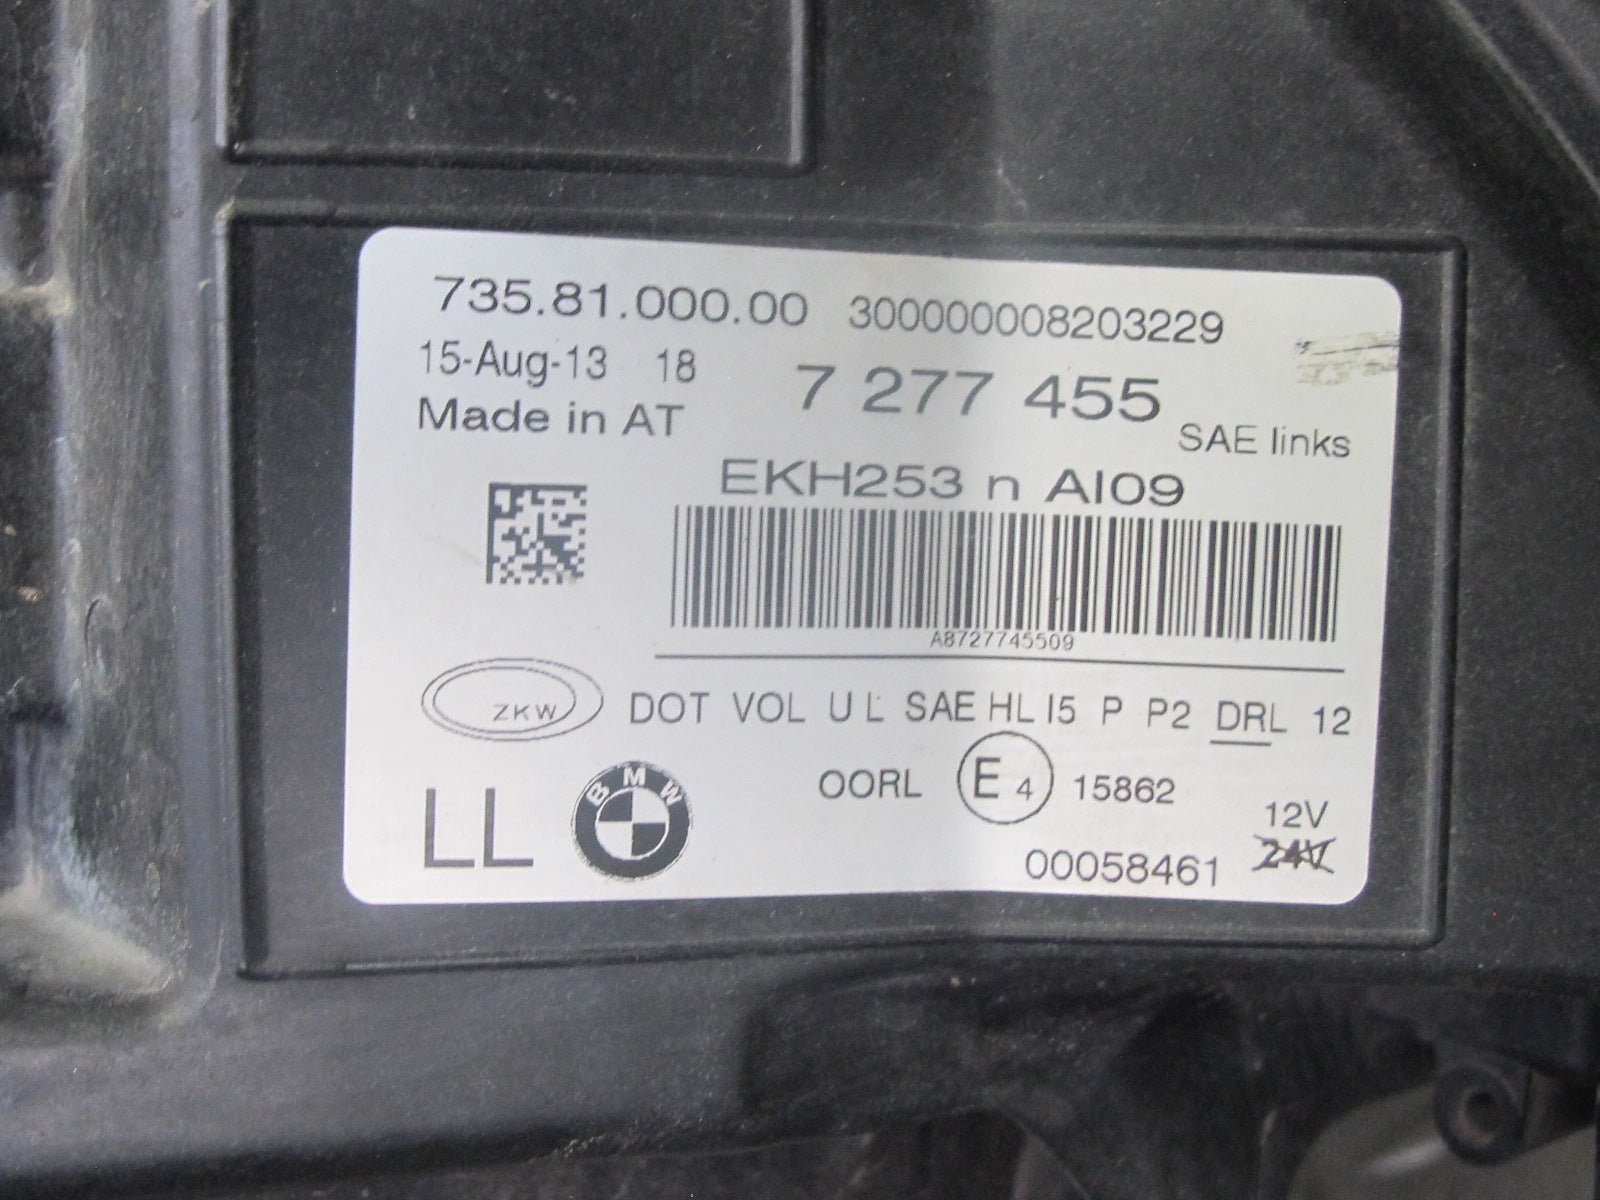 735.81.000.00 300000008203229
15-Aug-13 18 7 277 455
Made in AT SAE links
EKH253 n AI09
A8727745509
ZKW DOT VOL U L SAE HL I5 P P2 DRL 12
OORL E 4 15862
LL BMW 12V
00058461 24V